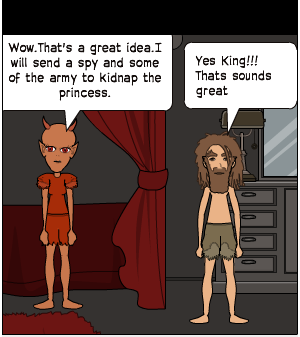 Wow.That's a great idea.I
will send a spy and some
of the army to kidnap the
princess.
Yes King!!!
Thats sounds
great